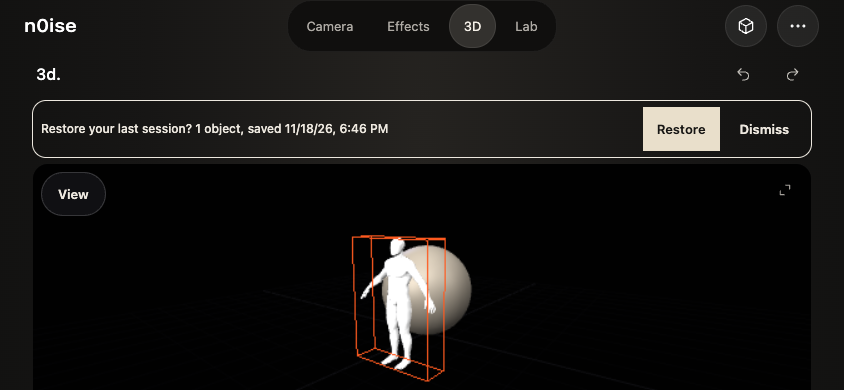 n0ise
Camera
Effects
3D
Lab
3d.
Restore your last session? 1 object, saved 11/18/26, 6:46 PM
Restore
Dismiss
View